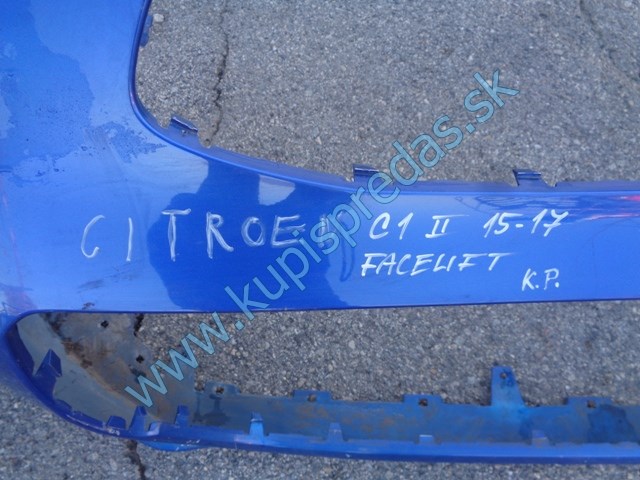 CITROEN C1 II 15-17
FACELIFT
K.P.
www.kupispredas.sk